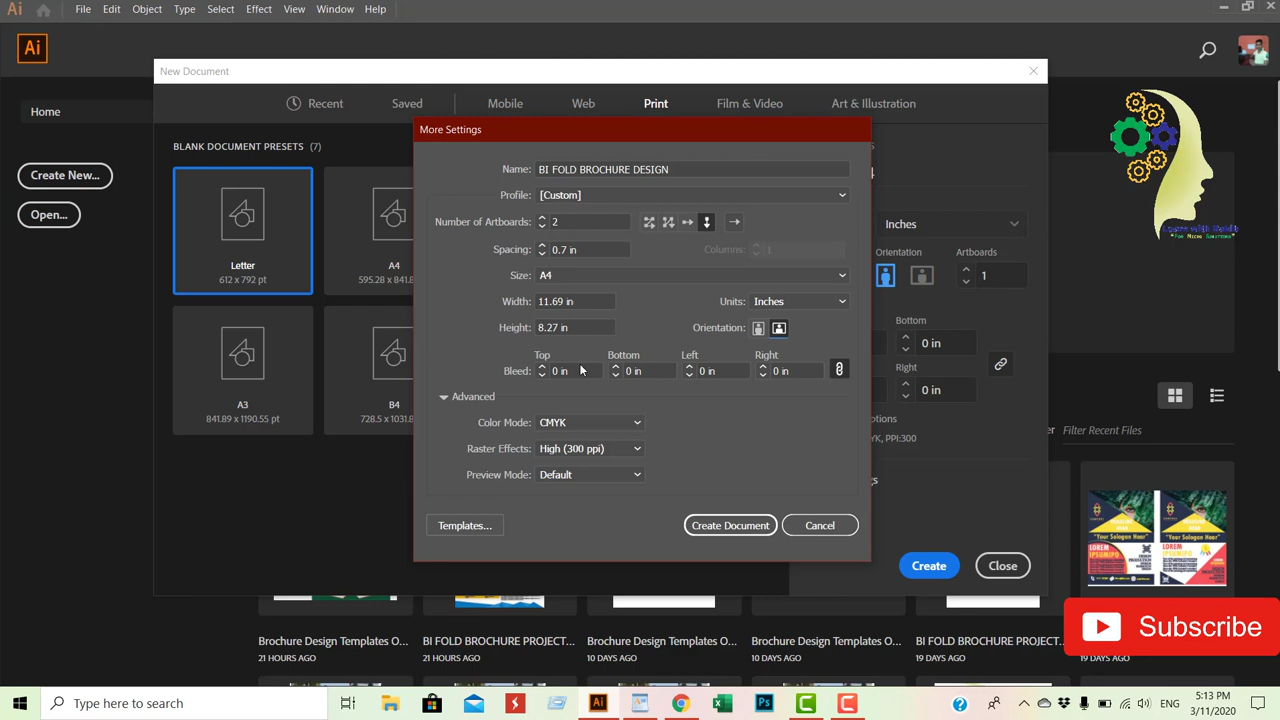 File Edit Object Type Select Effect View Window Help
Ai
New Document
Home
Recent Saved Mobile Web Print Film & Video Art & Illustration
BLANK DOCUMENT PRESETS (7)
More Settings
Create New...
Open...
Letter
612 x 792 pt
A4
595.28 x 841.8
A3
841.89 x 1190.55 pt
B4
728.5 x 1031.8
Name: BI FOLD BROCHURE DESIGN
Profile: [Custom]
Number of Artboards: 2
Spacing: 0.7 in Columns: 1
Size: A4
Width: 11.69 in Units: Inches
Height: 8.27 in Orientation:
Top Bottom Left Right
Bleed: 0 in 0 in 0 in 0 in
Advanced
Color Mode: CMYK
Raster Effects: High (300 ppi)
Preview Mode: Default
Templates... Create Document Cancel
Inches
Orientation Artboards
1
Bottom
0 in
Right
0 in
YK, PPI:300
Create Close
Filter Recent Files
Brochure Design Templates O... BI FOLD BROCHURE PROJECT... Brochure Design Templates O... Brochure Design Templates O... BI FOLD BROCHURE PROJECT...
21 HOURS AGO 21 HOURS AGO 10 DAYS AGO 10 DAYS AGO 19 DAYS AGO 19 DAYS AGO
Subscribe
Type here to search
5:13 PM
3/11/2020